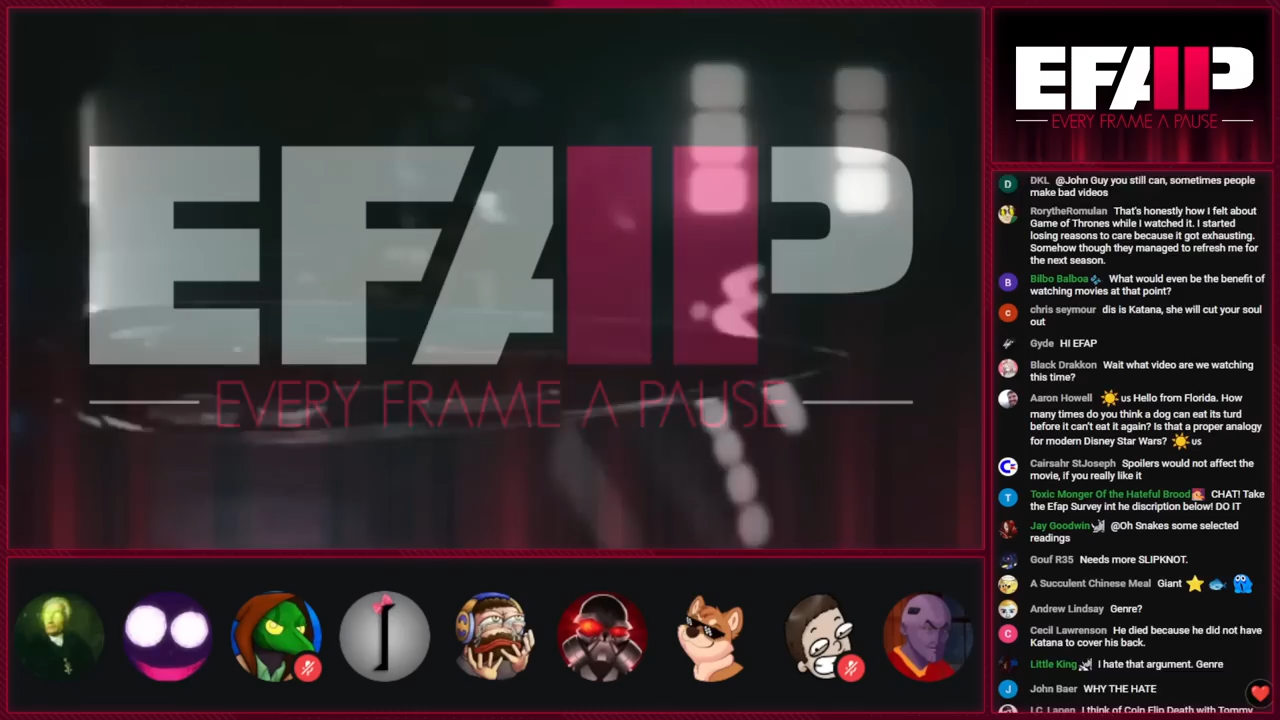 EFAP
EVERY FRAME A PAUSE
EFAP
EVERY FRAME A PAUSE
D
DKL @John Guy you still can, sometimes people
make bad videos
RorytheRomulan That's honestly how I felt about
Game of Thrones while I watched it. I started
losing reasons to care because it got exhausting.
Somehow though they managed to refresh me for
the next season.
B
Bilbo Balboa What would even be the benefit of
watching movies at that point?
c
chris seymour dis is Katana, she will cut your soul
out
Gyde HI EFAP
Black Drakkon Wait what video are we watching
this time?
Aaron Howell ☀️ us Hello from Florida. How
many times do you think a dog can eat its turd
before it can't eat it again? Is that a proper analogy
for modern Disney Star Wars? ☀️ us
Cairsahr StJoseph Spoilers would not affect the
movie, if you really like it
T
Toxic Monger Of the Hateful Brood CHAT! Take
the Efap Survey int he discription below! DO IT
Jay Goodwin @Oh Snakes some selected
readings
Gouf R35 Needs more SLIPKNOT.
A Succulent Chinese Meal Giant ⭐ 🐟
Andrew Lindsay Genre?
C
Cecil Lawrenson He died because he did not have
Katana to cover his back.
Little King I hate that argument. Genre
J
John Baer WHY THE HATE
I think of Coin Flip Death with Tommy